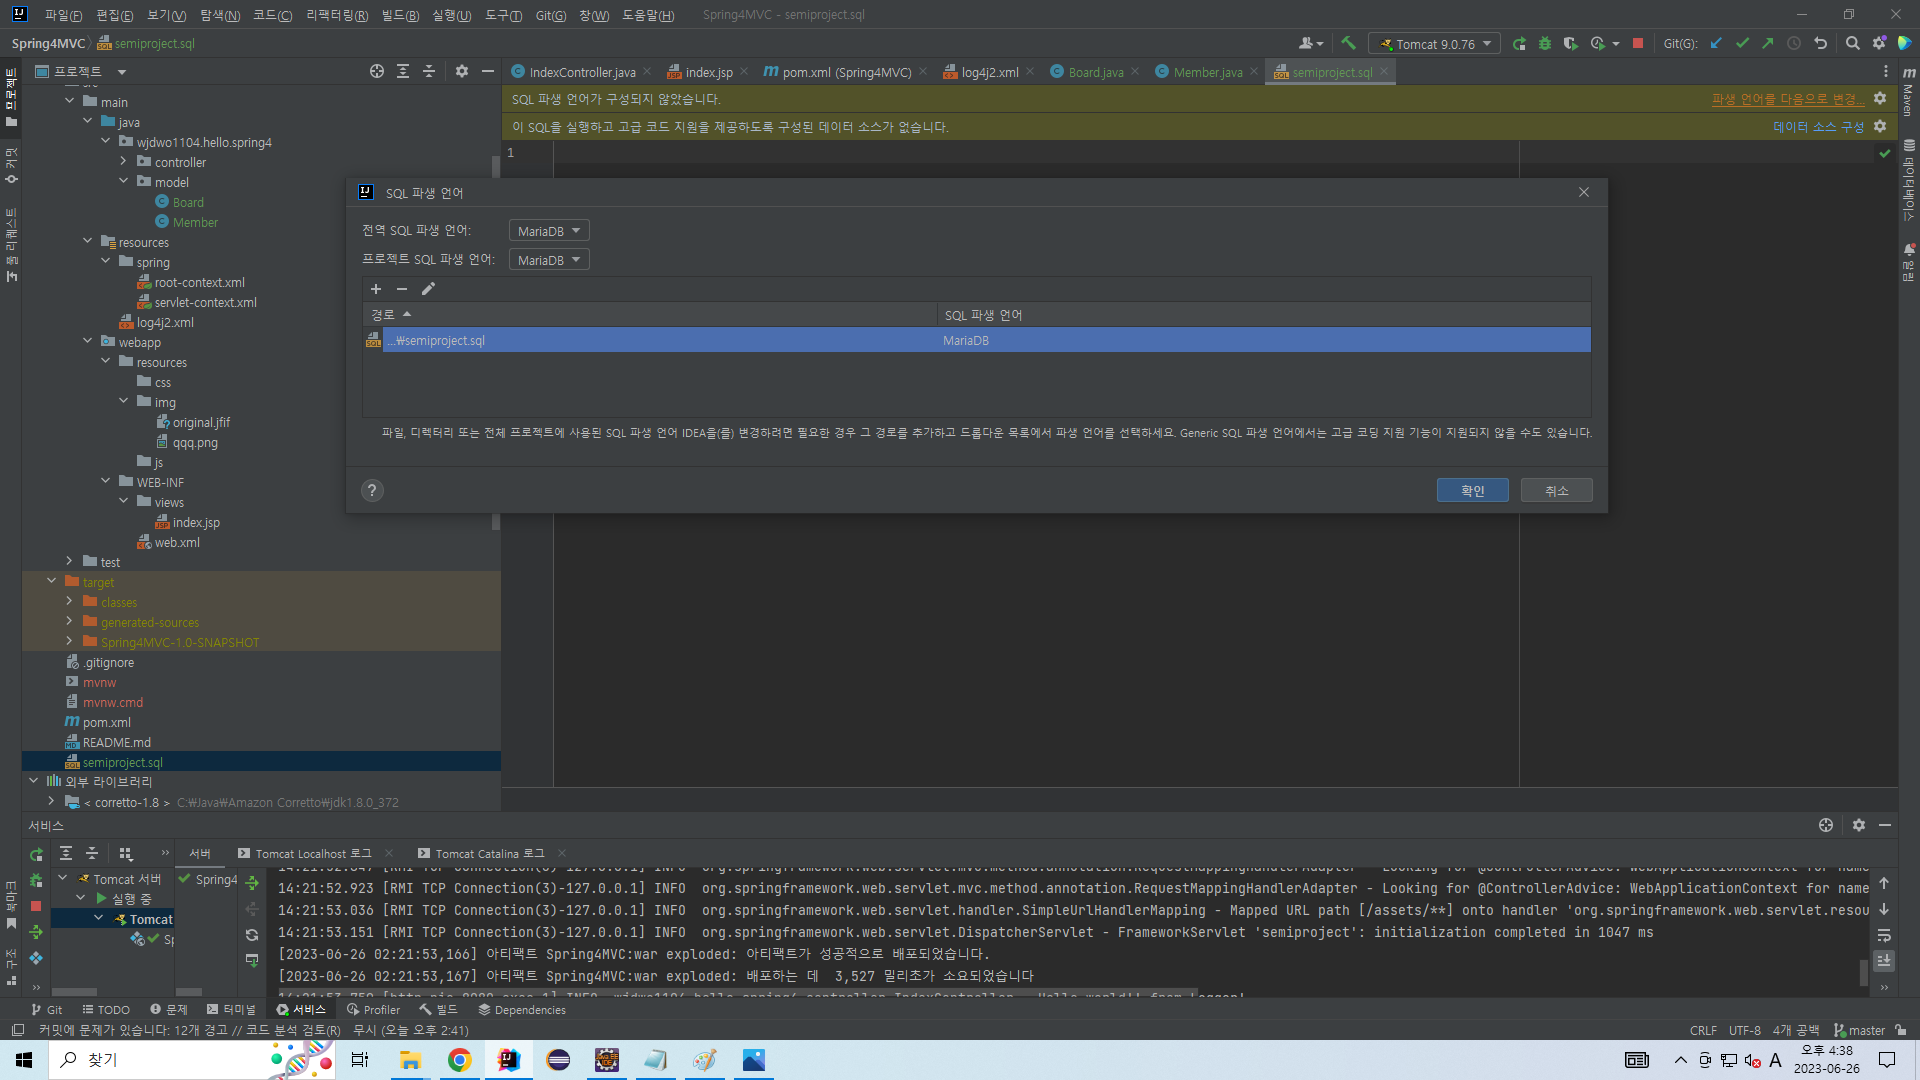 파일(F) 편집(E) 보기(V) 탐색(N) 코드(C) 리팩터링(R) 빌드(B) 실행(U) 도구(T) Git(G) 창(W) 도움말(H) Spring4MVC - semiproject.sql
Spring4MVC semiproject.sql
Tomcat 9.0.76
Git(G):
프로젝트
IndexController.java index.jsp pom.xml (Spring4MVC) log4j2.xml Board.java Member.java semiproject.sql
SQL 파생 언어가 구성되지 않았습니다. 파생 언어를 다음으로 변경...
이 SQL을 실행하고 고급 코드 지원을 제공하도록 구성된 데이터 소스가 없습니다. 데이터 소스 구성
1
프로젝트
커밋
풀 리퀘스트
북마크
구조
Maven
데이터베이스
알림
main
java
wjdwo1104.hello.spring4
controller
model
Board
Member
resources
spring
root-context.xml
servlet-context.xml
log4j2.xml
webapp
resources
css
img
original.jfif
qqq.png
js
WEB-INF
views
index.jsp
web.xml
test
target
classes
generated-sources
Spring4MVC-1.0-SNAPSHOT
.gitignore
mvnw
mvnw.cmd
pom.xml
README.md
semiproject.sql
외부 라이브러리
< corretto-1.8 > C:₩Java₩Amazon Corretto₩jdk1.8.0_372
SQL 파생 언어
전역 SQL 파생 언어: MariaDB
프로젝트 SQL 파생 언어: MariaDB
경로 SQL 파생 언어
...₩semiproject.sql MariaDB
파일, 디렉터리 또는 전체 프로젝트에 사용된 SQL 파생 언어 IDEA을(를) 변경하려면 필요한 경우 그 경로를 추가하고 드롭다운 목록에서 파생 언어를 선택하세요. Generic SQL 파생 언어에서는 고급 코딩 지원 기능이 지원되지 않을 수도 있습니다.
?
확인 취소
서비스
서버 Tomcat Localhost 로그 Tomcat Catalina 로그
Tomcat 서버
실행 중
Tomcat
Sp
Spring4
14:21:52.923 [RMI TCP Connection(3)-127.0.0.1] INFO org.springframework.web.servlet.mvc.method.annotation.RequestMappingHandlerAdapter - Looking for @ControllerAdvice: WebApplicationContext for name
14:21:53.036 [RMI TCP Connection(3)-127.0.0.1] INFO org.springframework.web.servlet.handler.SimpleUrlHandlerMapping - Mapped URL path [/assets/**] onto handler 'org.springframework.web.servlet.resou
14:21:53.151 [RMI TCP Connection(3)-127.0.0.1] INFO org.springframework.web.servlet.DispatcherServlet - FrameworkServlet 'semiproject': initialization completed in 1047 ms
[2023-06-26 02:21:53,166] 아티팩트 Spring4MVC:war exploded: 아티팩트가 성공적으로 배포되었습니다.
[2023-06-26 02:21:53,167] 아티팩트 Spring4MVC:war exploded: 배포하는 데 3,527 밀리초가 소요되었습니다
Git TODO 문제 터미널 서비스 Profiler 빌드 Dependencies
커밋에 문제가 있습니다: 12개 경고 // 코드 분석 검토(R) 무시 (오늘 오후 2:41)
CRLF UTF-8 4개 공백 master
찾기
A
오후 4:38
2023-06-26